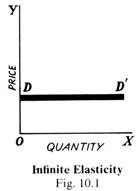 Y
PRICE
D D'
O QUANTITY X
Infinite Elasticity
Fig. 10.1